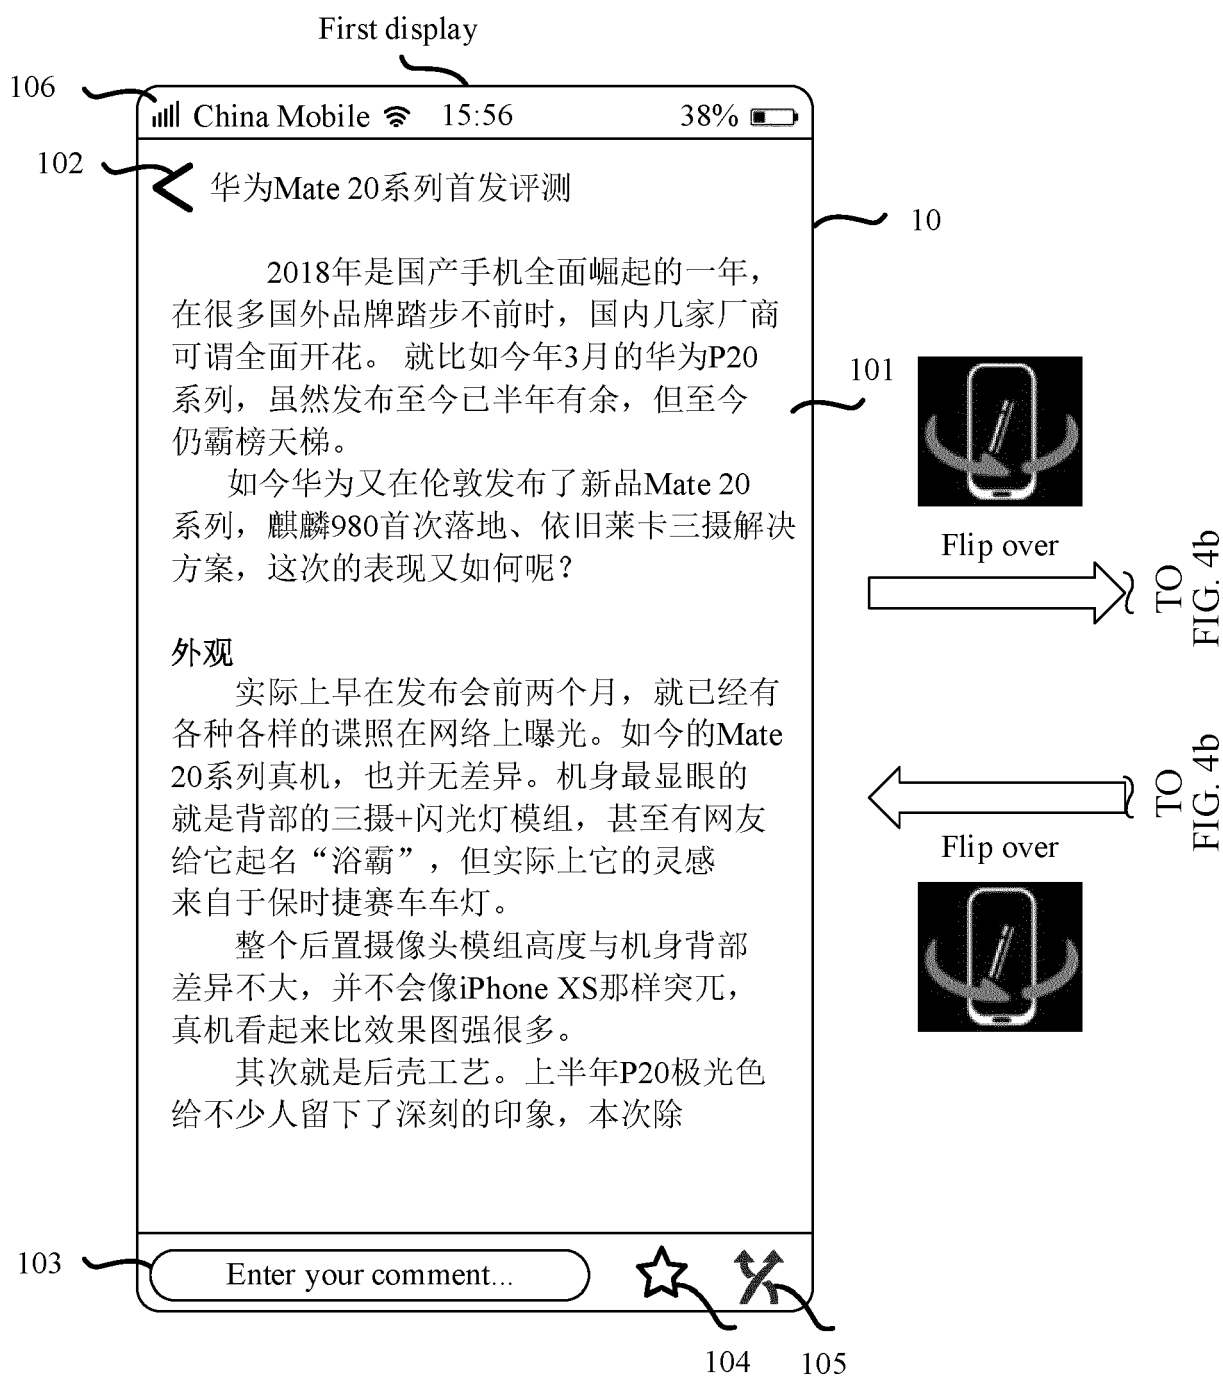 First display
106
China Mobile 15:56 38%
102
华为Mate 20系列首发评测
10
2018年是国产手机全面崛起的一年，
在很多国外品牌踏步不前时，国内几家厂商
可谓全面开花。 就比如今年3月的华为P20
系列，虽然发布至今已半年有余，但至今
仍霸榜天梯。
101
如今华为又在伦敦发布了新品Mate 20
系列，麒麟980首次落地、依旧莱卡三摄解决
方案，这次的表现又如何呢？
Flip over
TO
FIG. 4b
外观
实际上早在发布会前两个月，就已经有
各种各样的谍照在网络上曝光。如今的Mate
20系列真机，也并无差异。机身最显眼的
就是背部的三摄+闪光灯模组，甚至有网友
给它起名“浴霸”，但实际上它的灵感
来自于保时捷赛车车灯。
TO
FIG. 4b
Flip over
整个后置摄像头模组高度与机身背部
差异不大，并不会像iPhone XS那样突兀，
真机看起来比效果图强很多。
其次就是后壳工艺。上半年P20极光色
给不少人留下了深刻的印象，本次除
103
Enter your comment...
104
105